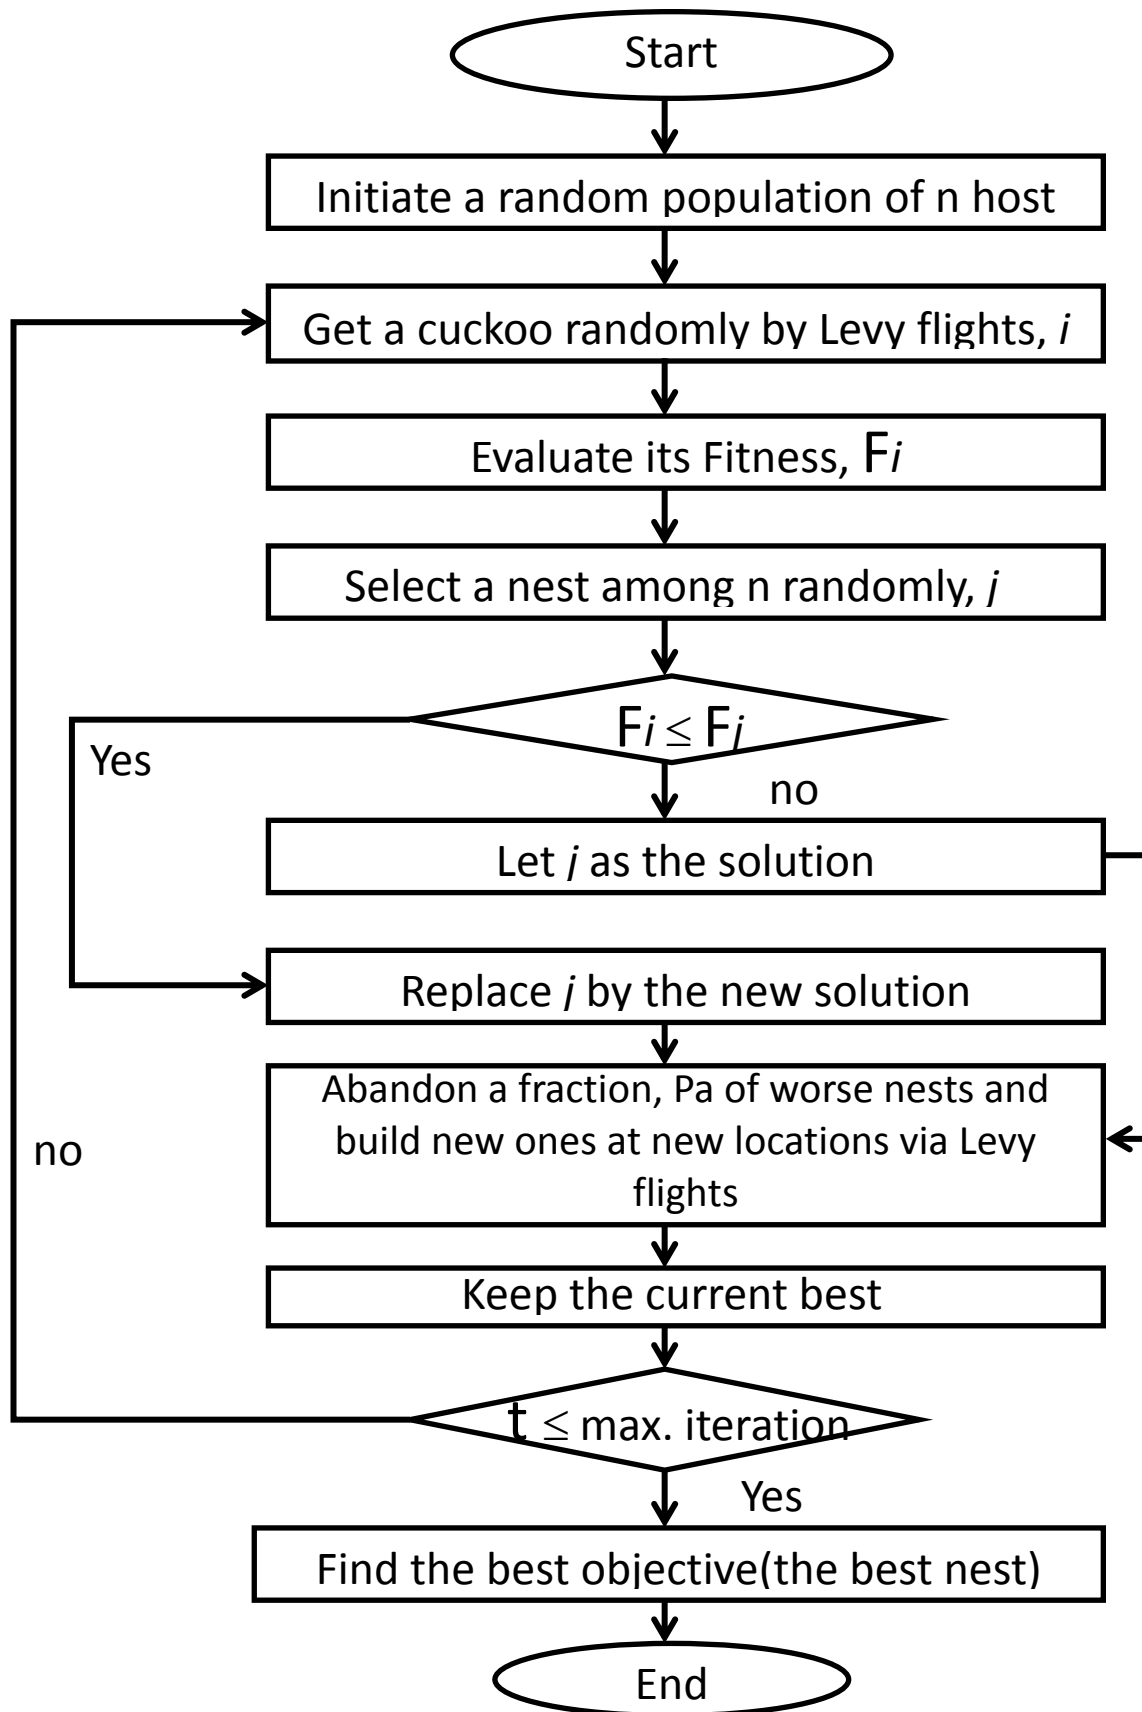 Start
Initiate a random population of n host
Get a cuckoo randomly by Levy flights, i
Evaluate its Fitness, Fi
Select a nest among n randomly, j
Fi ≤ Fj
Yes
no
Let j as the solution
Replace j by the new solution
Abandon a fraction, Pa of worse nests and
build new ones at new locations via Levy
flights
no
Keep the current best
t ≤ max. iteration
Yes
Find the best objective(the best nest)
End